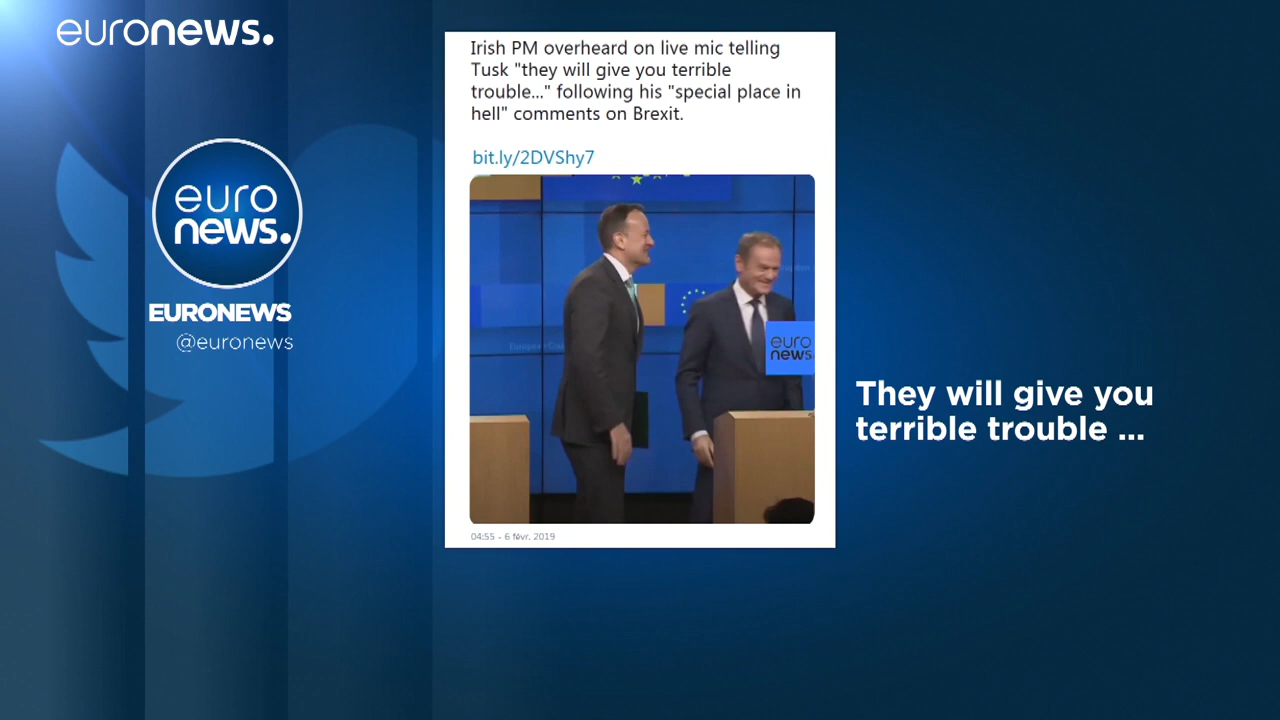 euronews.
Irish PM overheard on live mic telling
Tusk "they will give you terrible
trouble..." following his "special place in
hell" comments on Brexit.
bit.ly/2DVShy7
euro
news.
EURONEWS
@euronews
euro
news.
They will give you
terrible trouble ...
04:55 - 6 févr. 2019